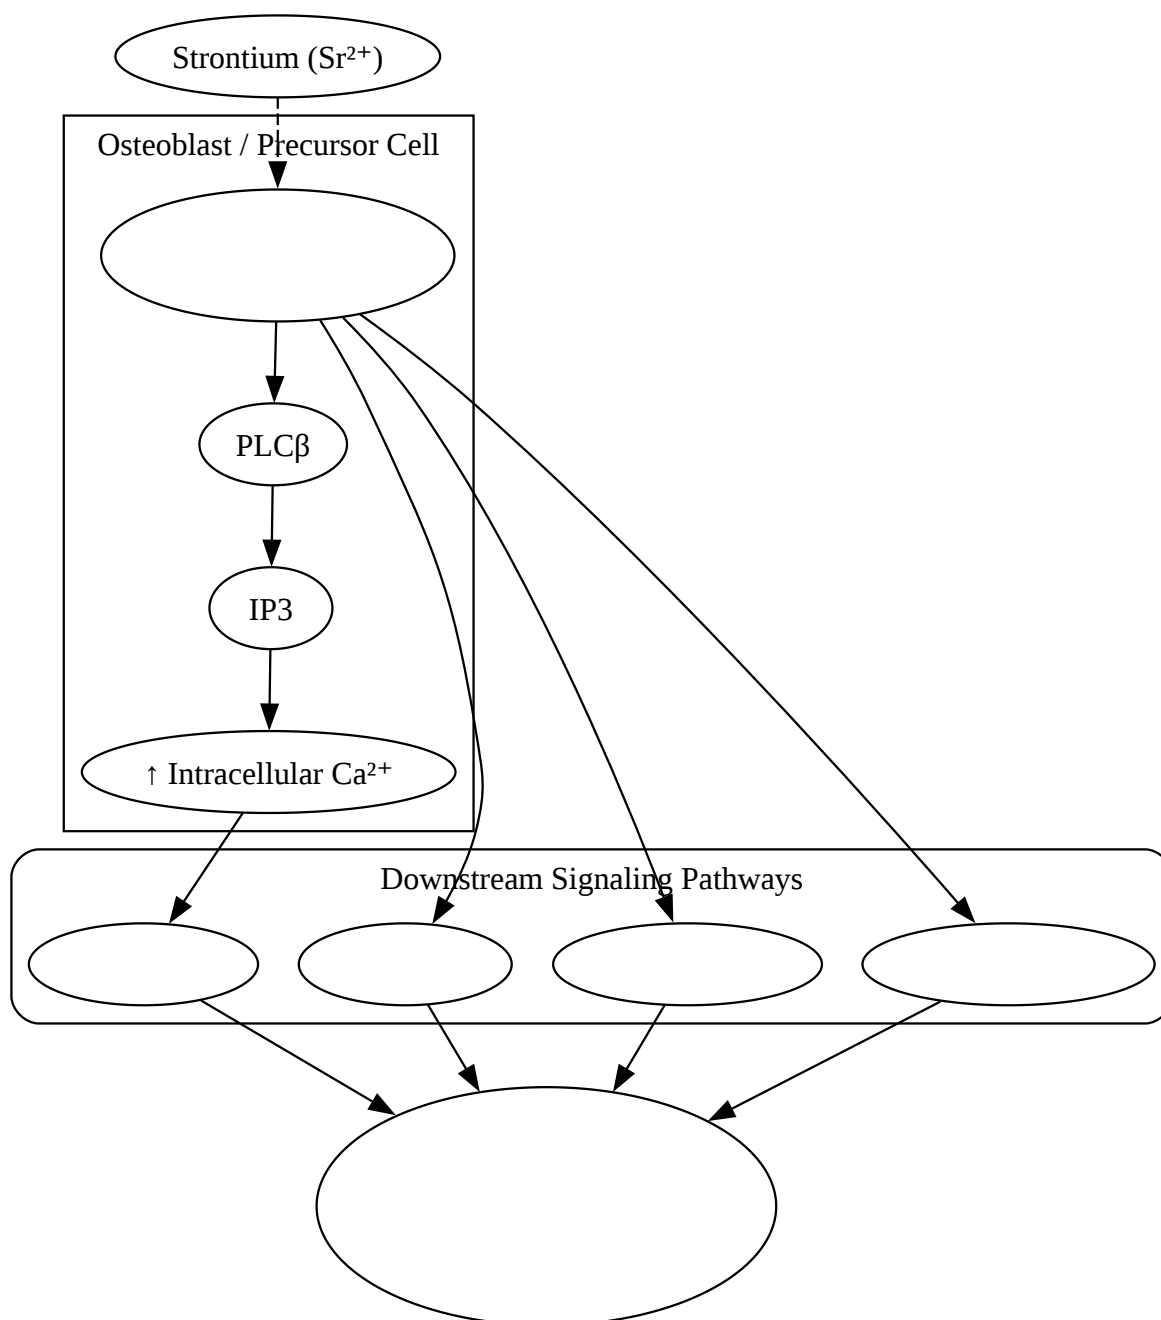 Strontium (Sr²⁺)
Osteoblast / Precursor Cell
PLCβ
IP3
↑ Intracellular Ca²⁺
Downstream Signaling Pathways